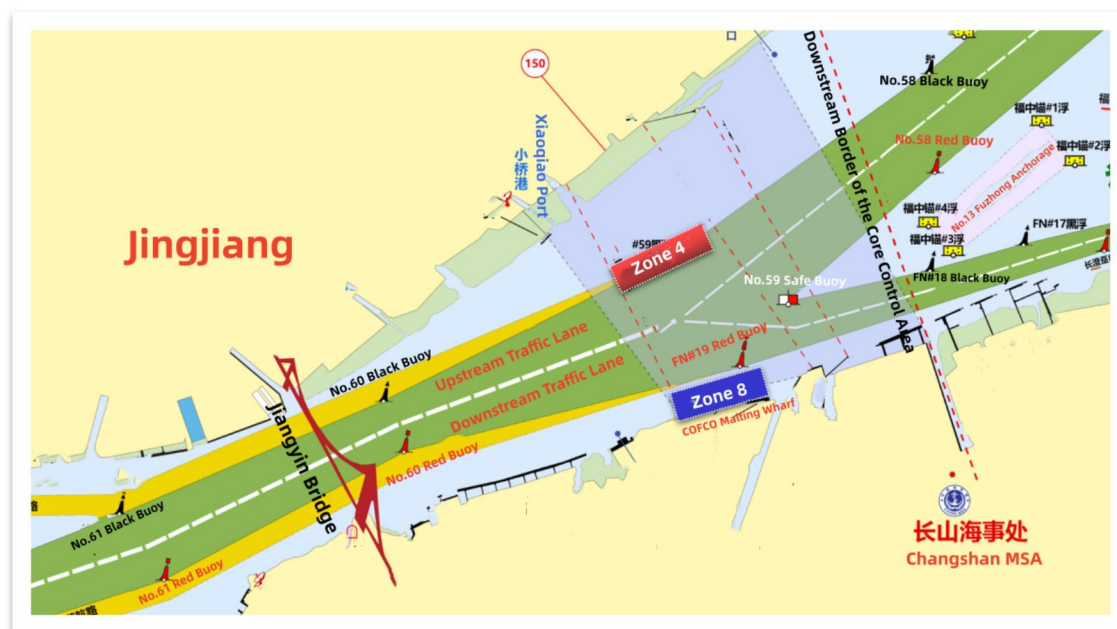 150
Xiaoqiao Port
小桥港
Jingjiang
Downstream Border of the Core Control Area
No.58 Black Buoy
福中锚#1浮
福
No.58 Red Buoy
福中锚#2浮
No.13 Fuzhong Anchorage
福中锚#4浮
FN#17黑浮
福中锚#3浮
#59黑
Zone 4
No.59 Safe Buoy
FN#18 Black Buoy
Upstream Traffic Lane
FN#19 Red Buoy
No.60 Black Buoy
Downstream Traffic Lane
Zone 8
COFCO Malting Wharf
Jiangyin Bridge
No.60 Red Buoy
No.61 Black Buoy
No.61 Red Buoy
长山海事处
Changshan MSA